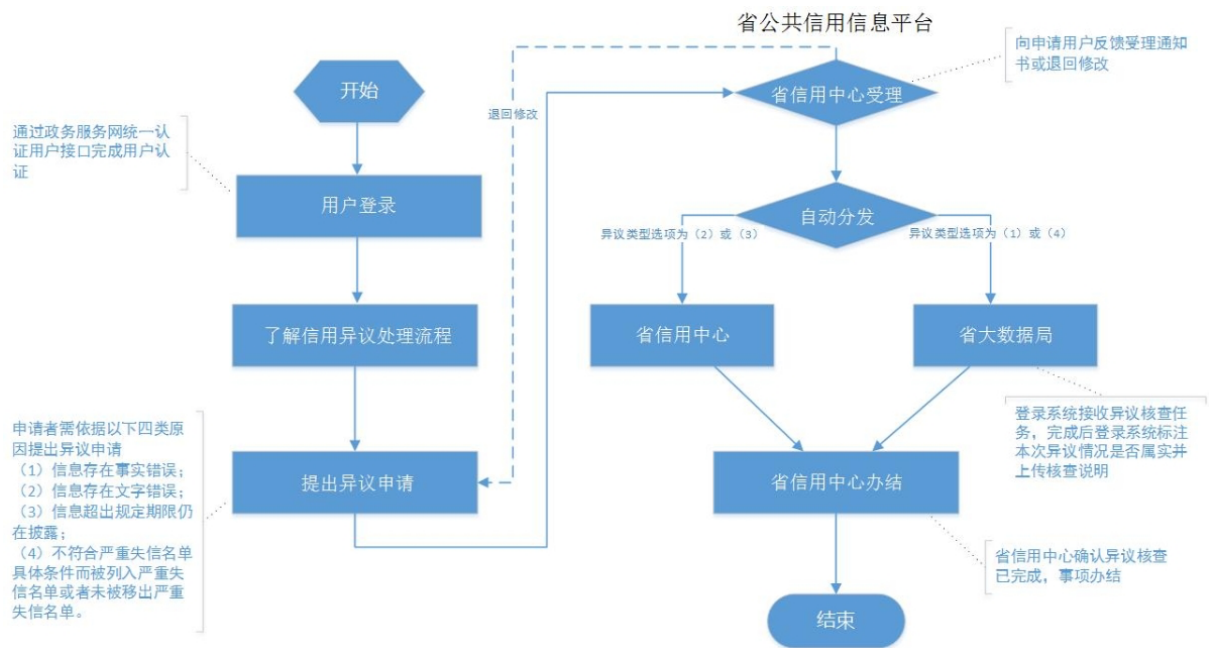 省公共信用信息平台
开始
通过政务服务网统一认
证用户接口完成用户认
证
用户登录
了解信用异议处理流程
申请者需依据以下四类原
因提出异议申请
（1）信息存在事实错误；
（2）信息存在文字错误；
（3）信息超出规定期限仍
在披露；
（4）不符合严重失信名单
具体条件而被列入严重失
信名单或者未被移出严重
失信名单。
提出异议申请
退回修改
省信用中心受理
向申请用户反馈受理通知
书或退回修改
自动分发
异议类型选项为（2）或（3）
异议类型选项为（1）或（4）
省信用中心
省大数据局
登录系统接收异议核查任
务，完成后登录系统标注
本次异议情况是否属实并
上传核查说明
省信用中心办结
省信用中心确认异议核查
已完成，事项办结
结束